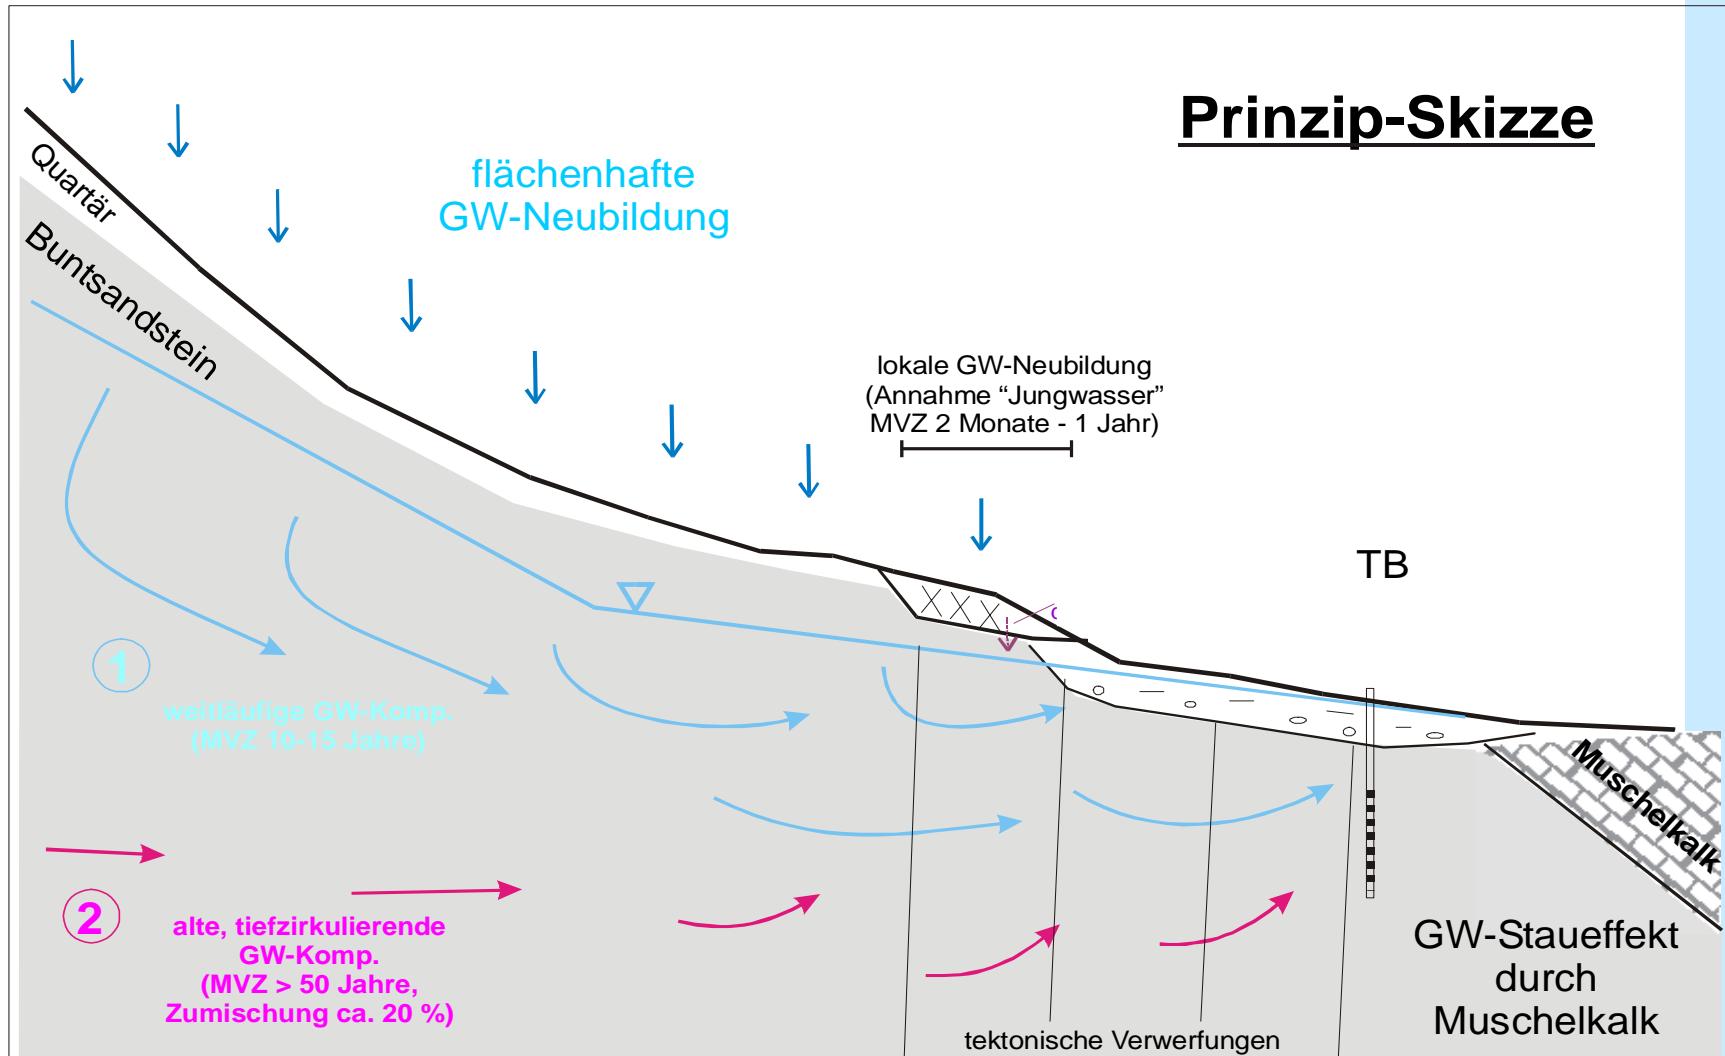 Prinzip-Skizze
Quartär
Buntsandstein
flächenhafte
GW-Neubildung
lokale GW-Neubildung
(Annahme “Jungwasser”
MVZ 2 Monate - 1 Jahr)
TB
1
weitläufige GW-Komp.
(MVZ 10-15 Jahre)
Muschelkalk
2
alte, tiefzirkulierende
GW-Komp.
(MVZ > 50 Jahre,
Zumischung ca. 20 %)
GW-Staueffekt
durch
Muschelkalk
tektonische Verwerfungen